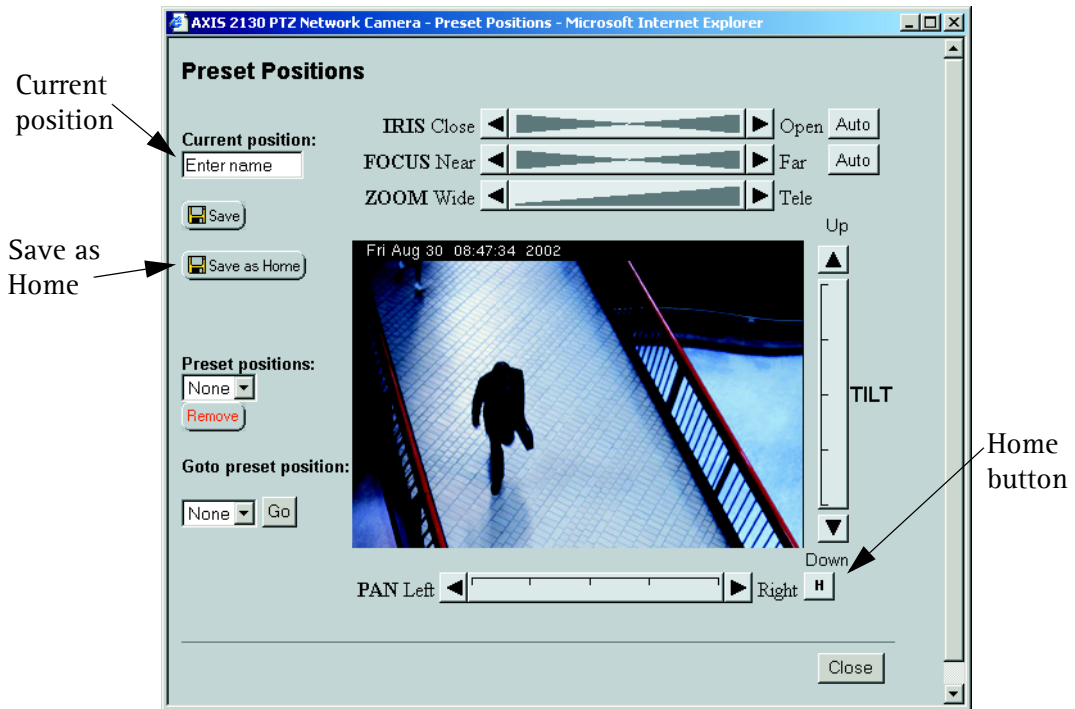 AXIS 2130 PTZ Network Camera - Preset Positions - Microsoft Internet Explorer
Preset Positions
Current
position
Current position:
Enter name
Save
Save as
Home
Save as Home
Preset positions:
None
Remove
Goto preset position:
None Go
IRIS Close Open Auto
FOCUS Near Far Auto
ZOOM Wide Tele
Fri Aug 30 08:47:34 2002
Up
TILT
Down
Home
button
PAN Left Right H
Close